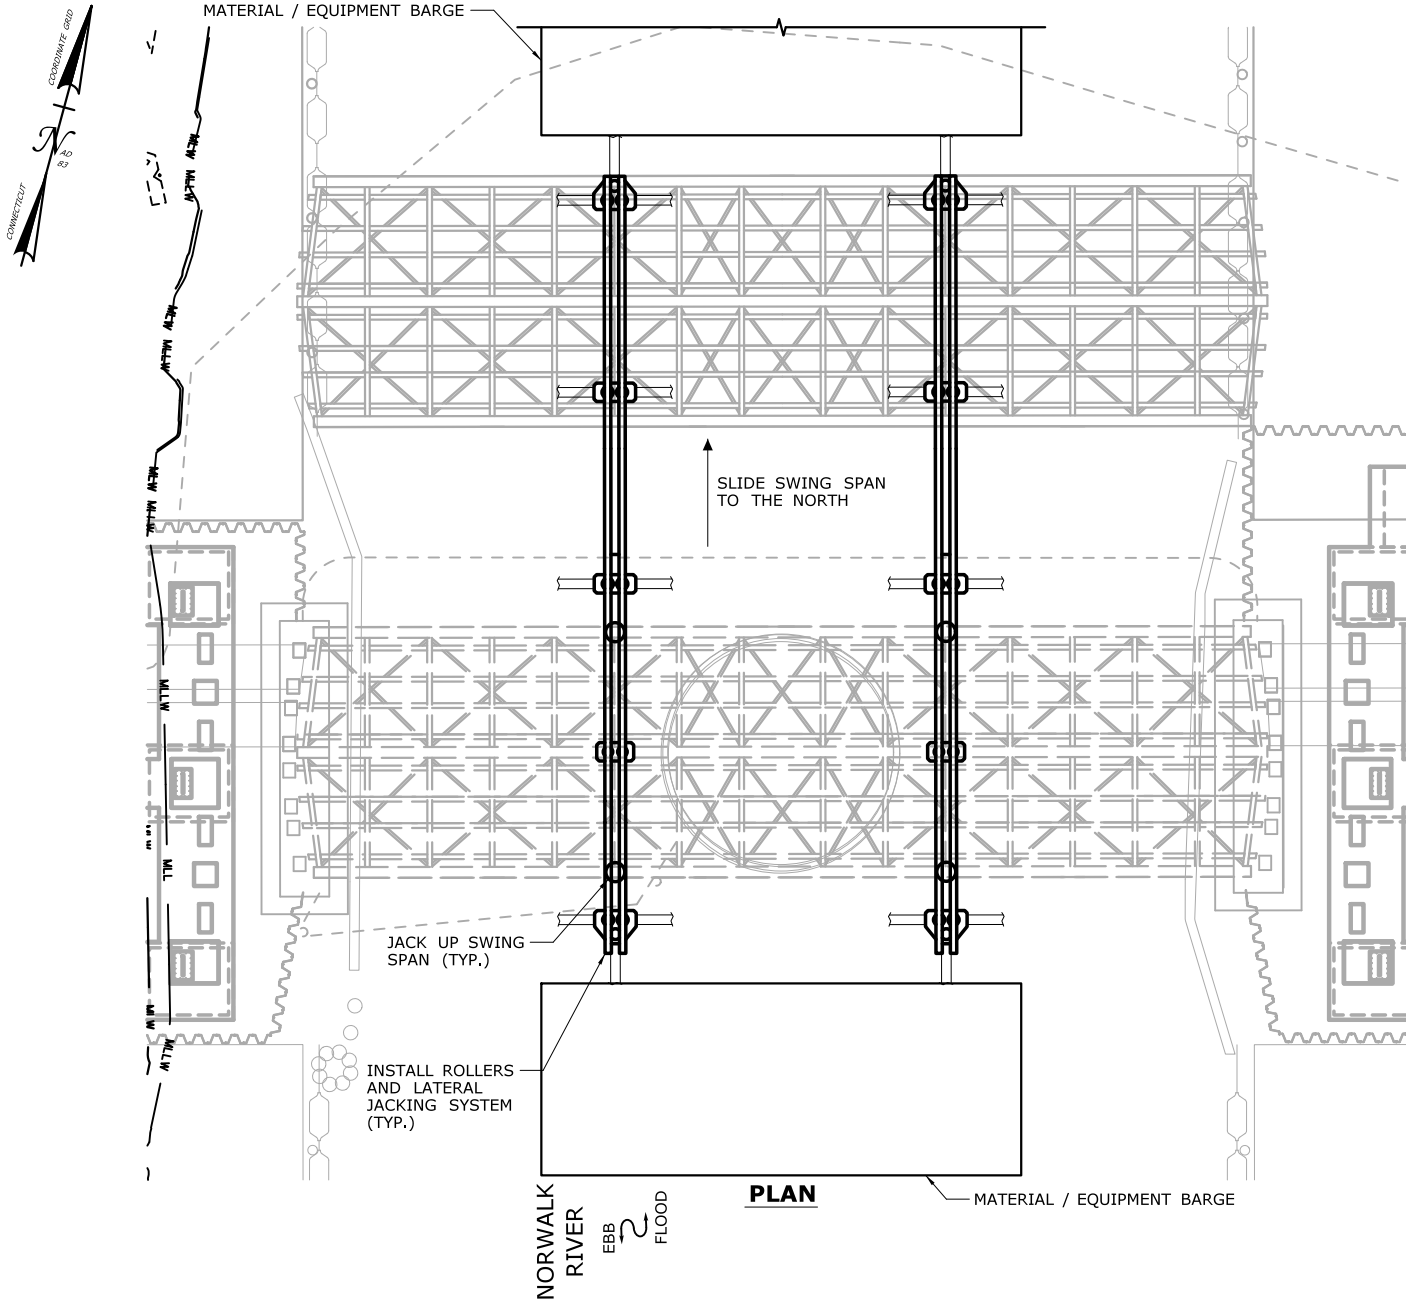 MATERIAL / EQUIPMENT BARGE
COORDINATE GRID
N
AD
83
CONNECTICUT
MLW MLLW
MLW MLLW
MLW MLLW
SLIDE SWING SPAN
TO THE NORTH
MLLW
MLL
JACK UP SWING
SPAN (TYP.)
MLW
MLLW
INSTALL ROLLERS
AND LATERAL
JACKING SYSTEM
(TYP.)
PLAN
MATERIAL / EQUIPMENT BARGE
NORWALK
RIVER
EBB
FLOOD